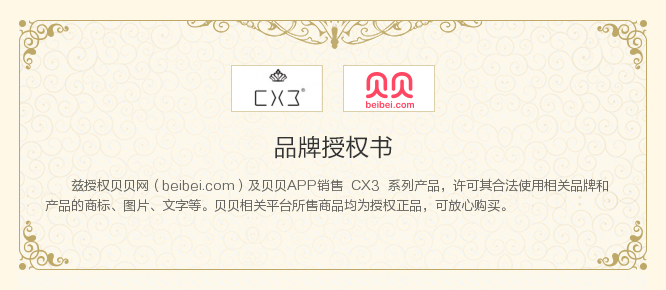 CX3®
贝贝
beibei.com
品牌授权书
兹授权贝贝网（beibei.com）及贝贝APP销售 CX3 系列产品，许可其合法使用相关品牌和
产品的商标、图片、文字等。贝贝相关平台所售商品均为授权正品，可放心购买。